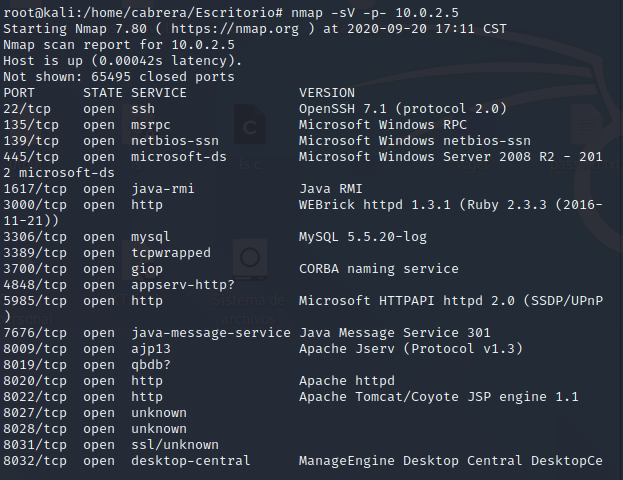 root@kali:/home/cabrera/Escritorio# nmap -sV -p- 10.0.2.5
Starting Nmap 7.80 ( https://nmap.org ) at 2020-09-20 17:11 CST
Nmap scan report for 10.0.2.5
Host is up (0.00042s latency).
Not shown: 65495 closed ports
PORT      STATE SERVICE              VERSION
22/tcp    open  ssh                  OpenSSH 7.1 (protocol 2.0)
135/tcp   open  msrpc                Microsoft Windows RPC
139/tcp   open  netbios-ssn          Microsoft Windows netbios-ssn
445/tcp   open  microsoft-ds         Microsoft Windows Server 2008 R2 - 201
2 microsoft-ds
1617/tcp  open  java-rmi             Java RMI
3000/tcp  open  http                 WEBrick httpd 1.3.1 (Ruby 2.3.3 (2016-
11-21))
3306/tcp  open  mysql                MySQL 5.5.20-log
3389/tcp  open  tcpwrapped
3700/tcp  open  giop                 CORBA naming service
4848/tcp  open  appserv-http?
5985/tcp  open  http                 Microsoft HTTPAPI httpd 2.0 (SSDP/UPnP
)
7676/tcp  open  java-message-service Java Message Service 301
8009/tcp  open  ajp13                Apache Jserv (Protocol v1.3)
8019/tcp  open  qbdb?
8020/tcp  open  http                 Apache httpd
8022/tcp  open  http                 Apache Tomcat/Coyote JSP engine 1.1
8027/tcp  open  unknown
8028/tcp  open  unknown
8031/tcp  open  ssl/unknown
8032/tcp  open  desktop-central      ManageEngine Desktop Central DesktopCe